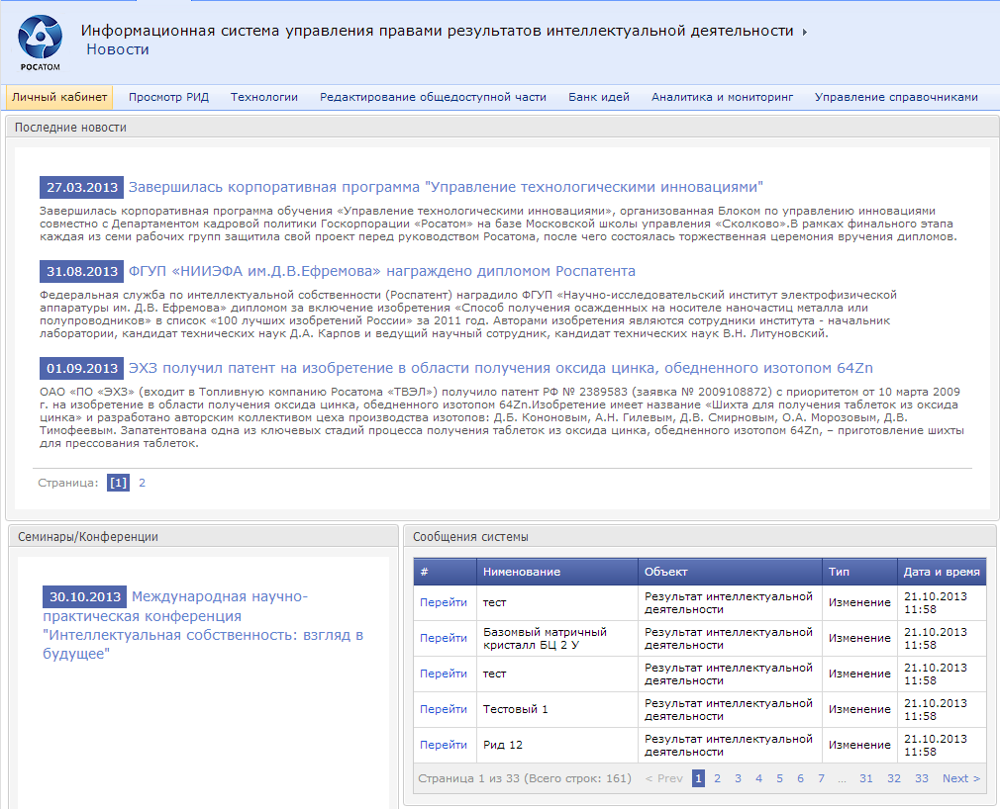 Информационная система управления правами результатов интеллектуальной деятельности
Новости
РОСАТОМ
Личный кабинет Просмотр РИД Технологии Редактирование общедоступной части Банк идей Аналитика и мониторинг Управление справочниками
Последние новости
27.03.2013 Завершилась корпоративная программа "Управление технологическими инновациями"
Завершилась корпоративная программа обучения «Управление технологическими инновациями», организованная Блоком по управлению инновациями
совместно с Департаментом кадровой политики Госкорпорации «Росатом» на базе Московской школы управления «Сколково».В рамках финального этапа
каждая из семи рабочих групп защитила свой проект перед руководством Росатома, после чего состоялась торжественная церемония вручения дипломов.
31.08.2013 ФГУП «НИИЭФА им.Д.В.Ефремова» награждено дипломом Роспатента
Федеральная служба по интеллектуальной собственности (Роспатент) наградило ФГУП «Научно-исследовательский институт электрофизической
аппаратуры им. Д.В. Ефремова» дипломом за включение изобретения «Способ получения осажденных на носителе наночастиц металла или
полупроводников» в список «100 лучших изобретений России» за 2011 год. Авторами изобретения являются сотрудники института - начальник
лаборатории, кандидат технических наук Д.А. Карпов и ведущий научный сотрудник, кандидат технических наук В.Н. Литуновский.
01.09.2013 ЭХЗ получил патент на изобретение в области получения оксида цинка, обедненного изотопом 64Zn
ОАО «ПО «ЭХЗ» (входит в Топливную компанию Росатома «ТВЭЛ») получило патент РФ № 2389583 (заявка № 2009108872) с приоритетом от 10 марта 2009
г. на изобретение в области получения оксида цинка, обедненного изотопом 64Zn.Изобретение имеет название «Шихта для получения таблеток из оксида
цинка» и разработано авторским коллективом цеха производства изотопов: Д.Б. Кононовым, А.Н. Гилевым, Д.В. Смирновым, О.А. Морозовым, Д.В.
Тимофеевым. Запатентована одна из ключевых стадий процесса получения таблеток из оксида цинка, обедненного изотопом 64Zn, – приготовление шихты
для прессования таблеток.
Страница: [1] 2
Семинары/Конференции
30.10.2013 Международная научно-
практическая конференция
"Интеллектуальная собственность: взгляд в
будущее"
Сообщения системы
# Нименование Объект Тип Дата и время
Перейти тест Результат интеллектуальной деятельности Изменение 21.10.2013 11:58
Перейти Базомвый матричный кристалл БЦ 2 У Результат интеллектуальной деятельности Изменение 21.10.2013 11:58
Перейти тест Результат интеллектуальной деятельности Изменение 21.10.2013 11:58
Перейти Тестовый 1 Результат интеллектуальной деятельности Изменение 21.10.2013 11:58
Перейти Рид 12 Результат интеллектуальной деятельности Изменение 21.10.2013 11:58
Страница 1 из 33 (Всего строк: 161) < Prev 1 2 3 4 5 6 7 ... 31 32 33 Next >